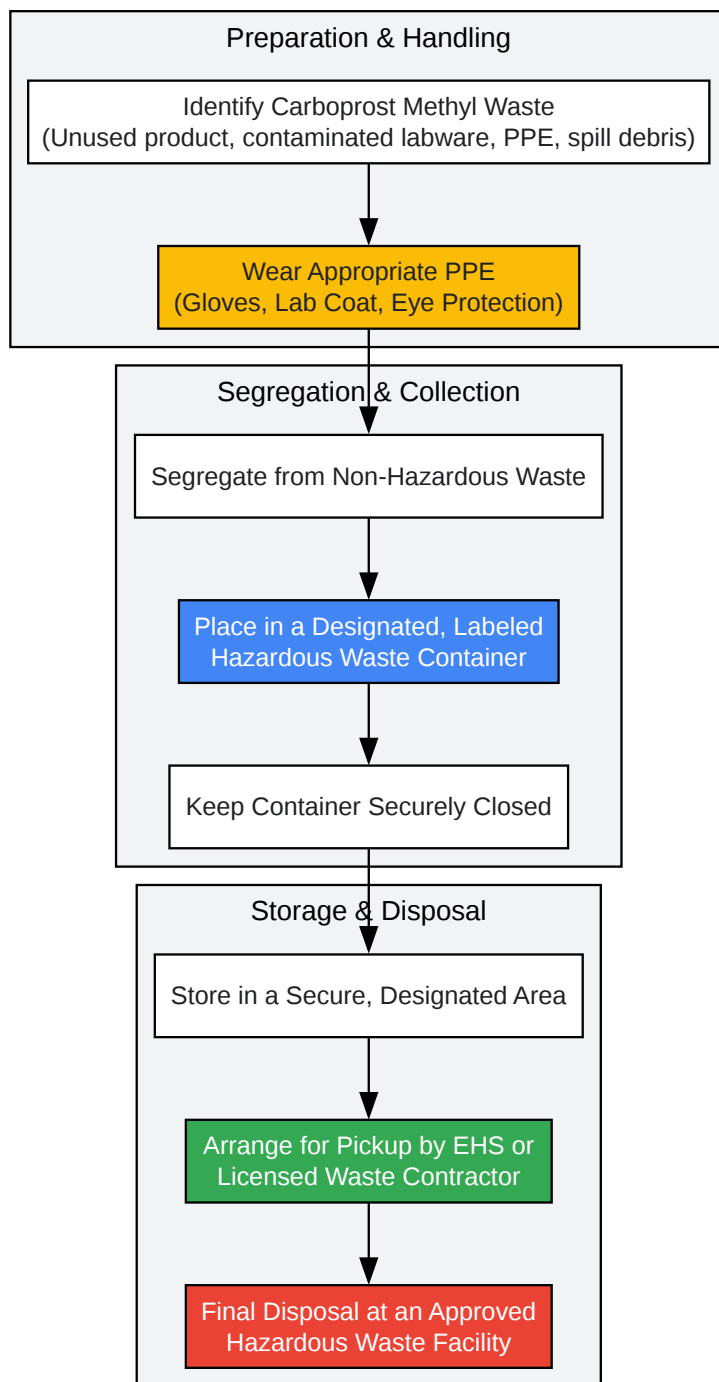 Preparation & Handling
Identify Carboprost Methyl Waste
(Unused product, contaminated labware, PPE, spill debris)
Wear Appropriate PPE
(Gloves, Lab Coat, Eye Protection)
Segregation & Collection
Segregate from Non-Hazardous Waste
Place in a Designated, Labeled
Hazardous Waste Container
Keep Container Securely Closed
Storage & Disposal
Store in a Secure, Designated Area
Arrange for Pickup by EHS or
Licensed Waste Contractor
Final Disposal at an Approved
Hazardous Waste Facility